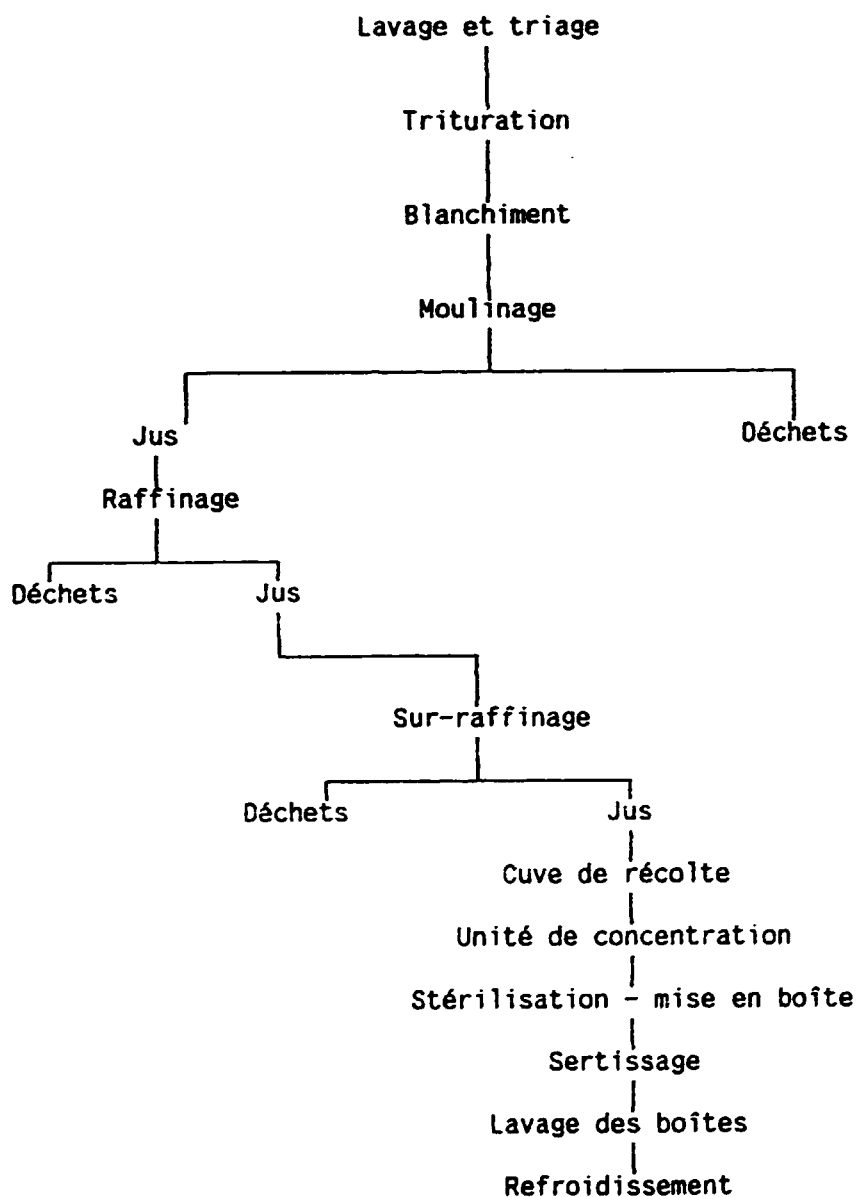 Lavage et triage
Trituration
Blanchiment
Moulinage
Jus
Déchets
Raffinage
Déchets
Jus
Sur-raffinage
Déchets
Jus
Cuve de récolte
Unité de concentration
Stérilisation - mise en boîte
Sertissage
Lavage des boîtes
Refroidissement